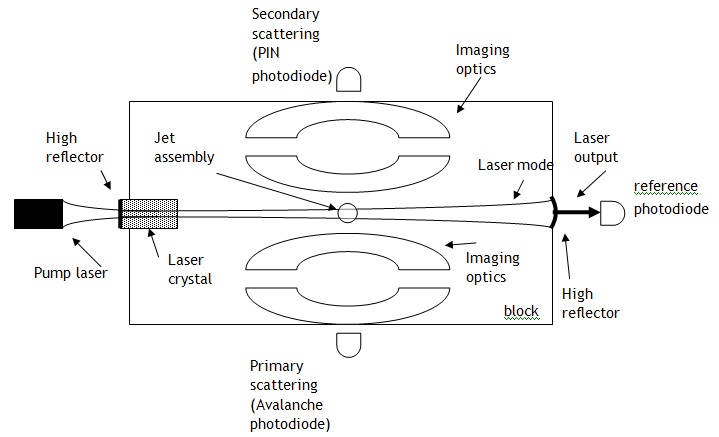 Secondary
scattering
(PIN
photodiode)
Imaging
optics
High
reflector
Jet
assembly
Laser mode
Laser
output
reference
photodiode
Pump laser
Laser
crystal
Imaging
optics
block
High
reflector
Primary
scattering
(Avalanche
photodiode)